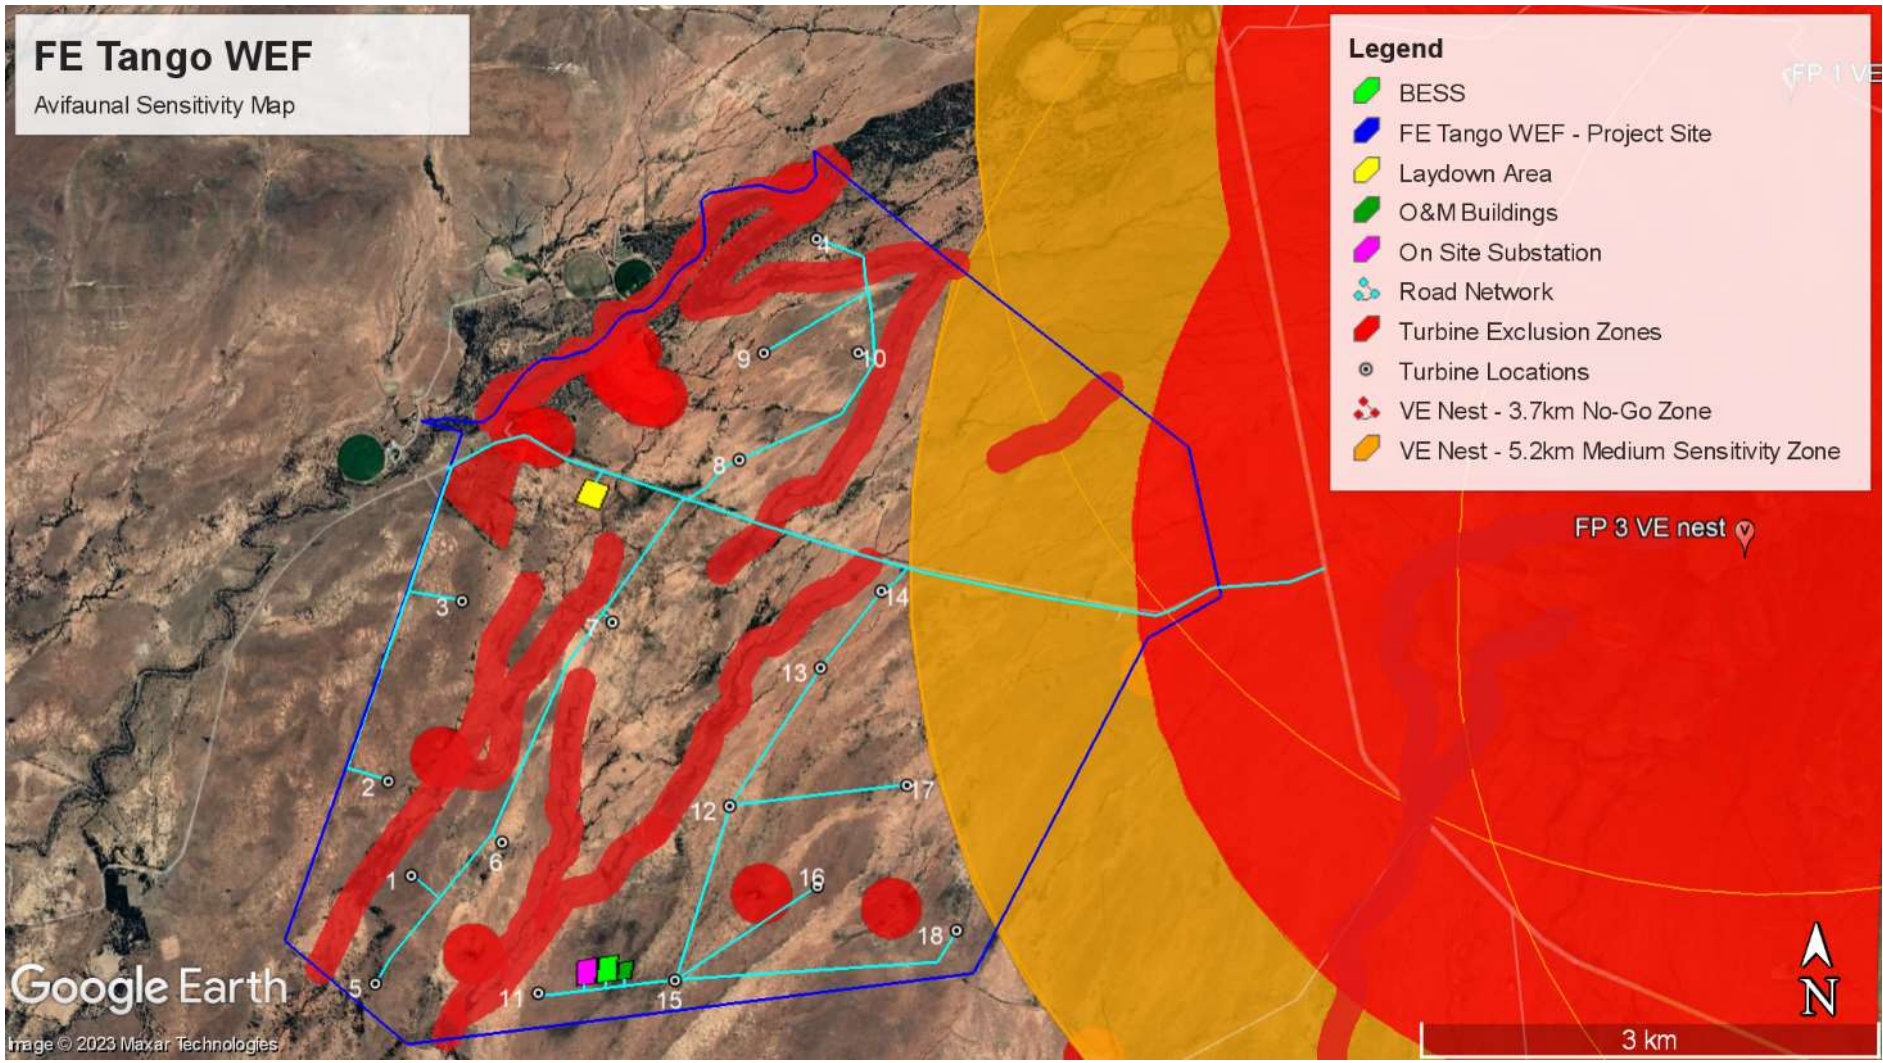 FE Tango WEF
Avifaunal Sensitivity Map
Legend
BESS
FE Tango WEF - Project Site
Laydown Area
O&M Buildings
On Site Substation
Road Network
Turbine Exclusion Zones
Turbine Locations
VE Nest - 3.7km No-Go Zone
VE Nest - 5.2km Medium Sensitivity Zone
FP 1 VE
4
9
10
8
FP 3 VE nest
3
14
7
13
2
17
12
6
1
16
18
5
11
15
Google Earth
Image © 2023 Maxar Technologies
N
3 km